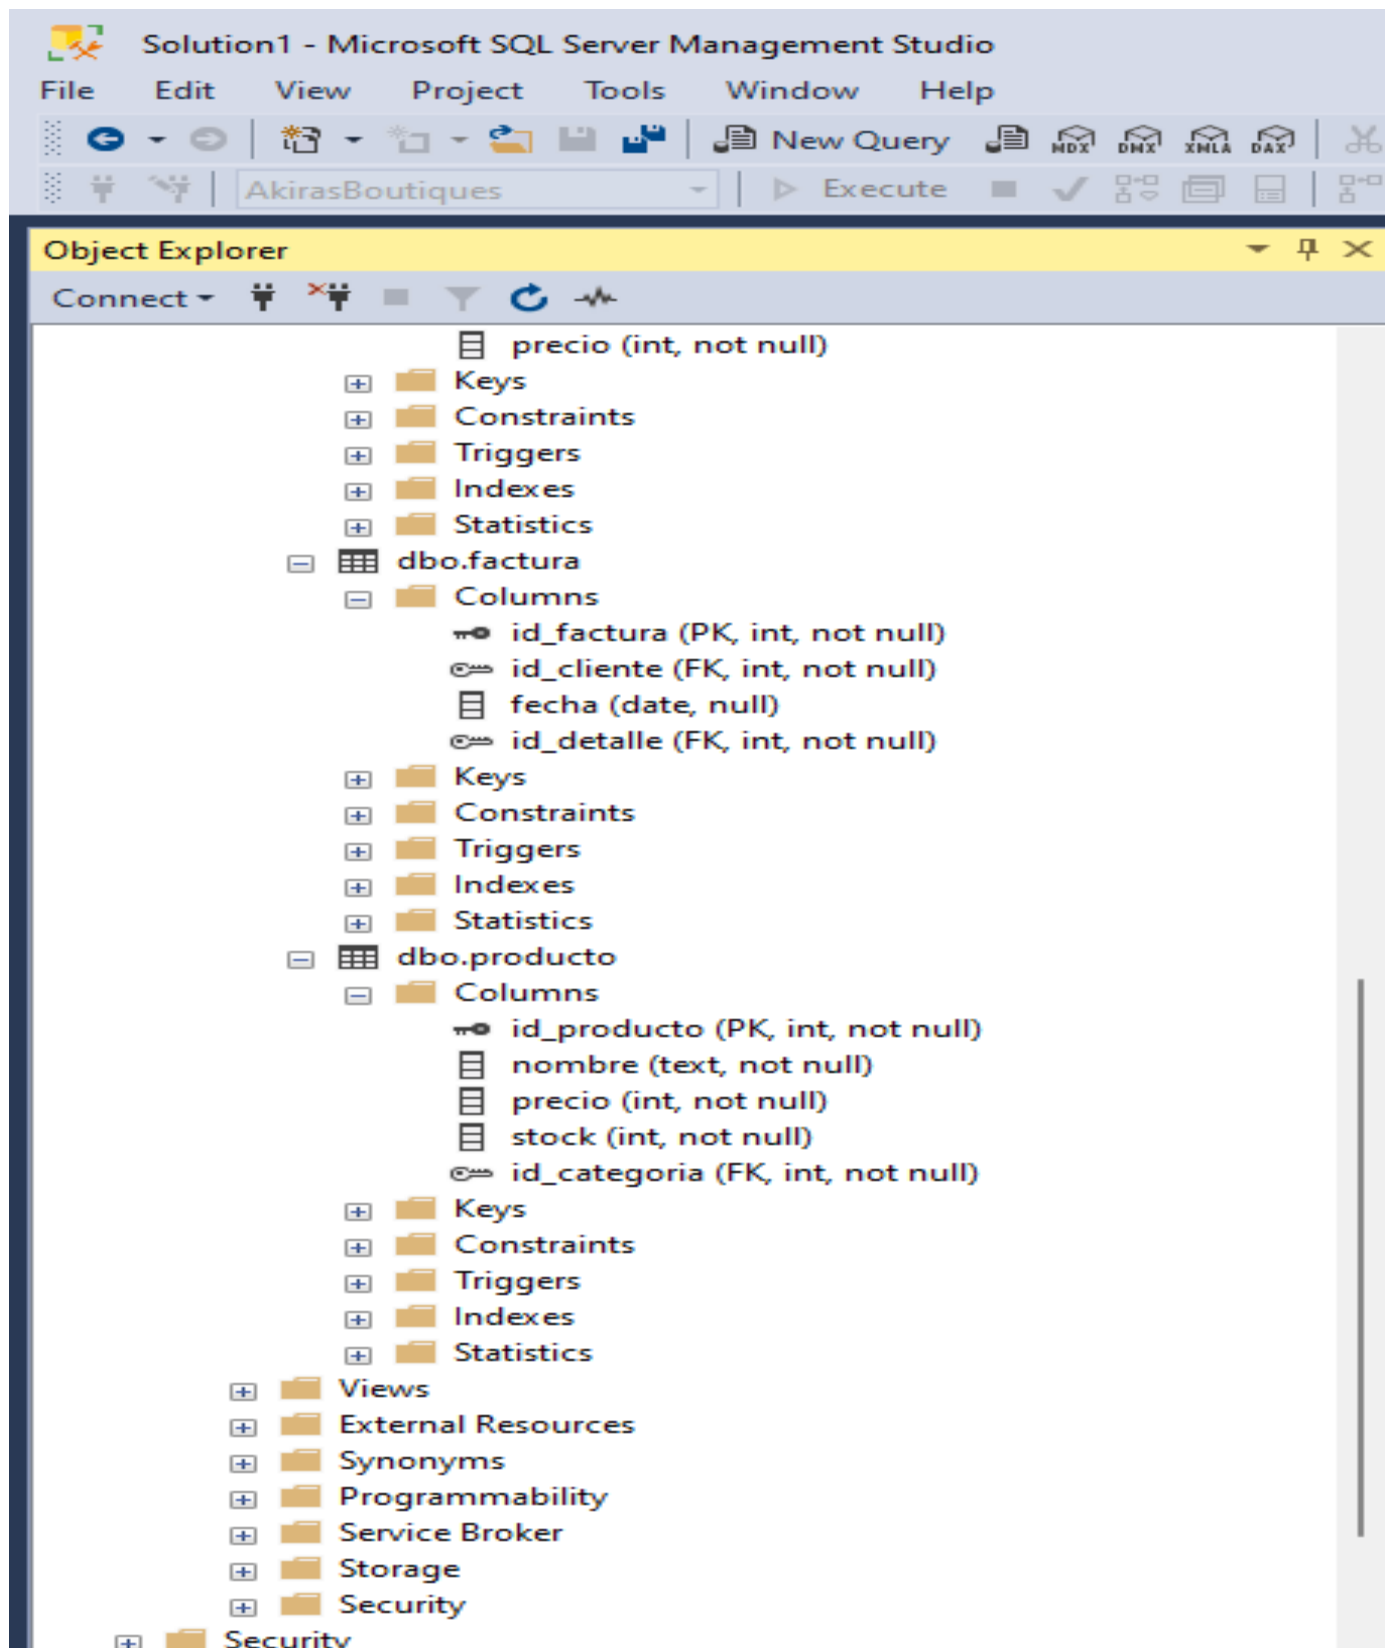 Solution1 - Microsoft SQL Server Management Studio
File Edit View Project Tools Window Help
New Query MDX DMX XMLA DAX
AkirasBoutiques Execute
Object Explorer
Connect
precio (int, not null)
Keys
Constraints
Triggers
Indexes
Statistics
dbo.factura
Columns
id_factura (PK, int, not null)
id_cliente (FK, int, not null)
fecha (date, null)
id_detalle (FK, int, not null)
Keys
Constraints
Triggers
Indexes
Statistics
dbo.producto
Columns
id_producto (PK, int, not null)
nombre (text, not null)
precio (int, not null)
stock (int, not null)
id_categoria (FK, int, not null)
Keys
Constraints
Triggers
Indexes
Statistics
Views
External Resources
Synonyms
Programmability
Service Broker
Storage
Security
Security